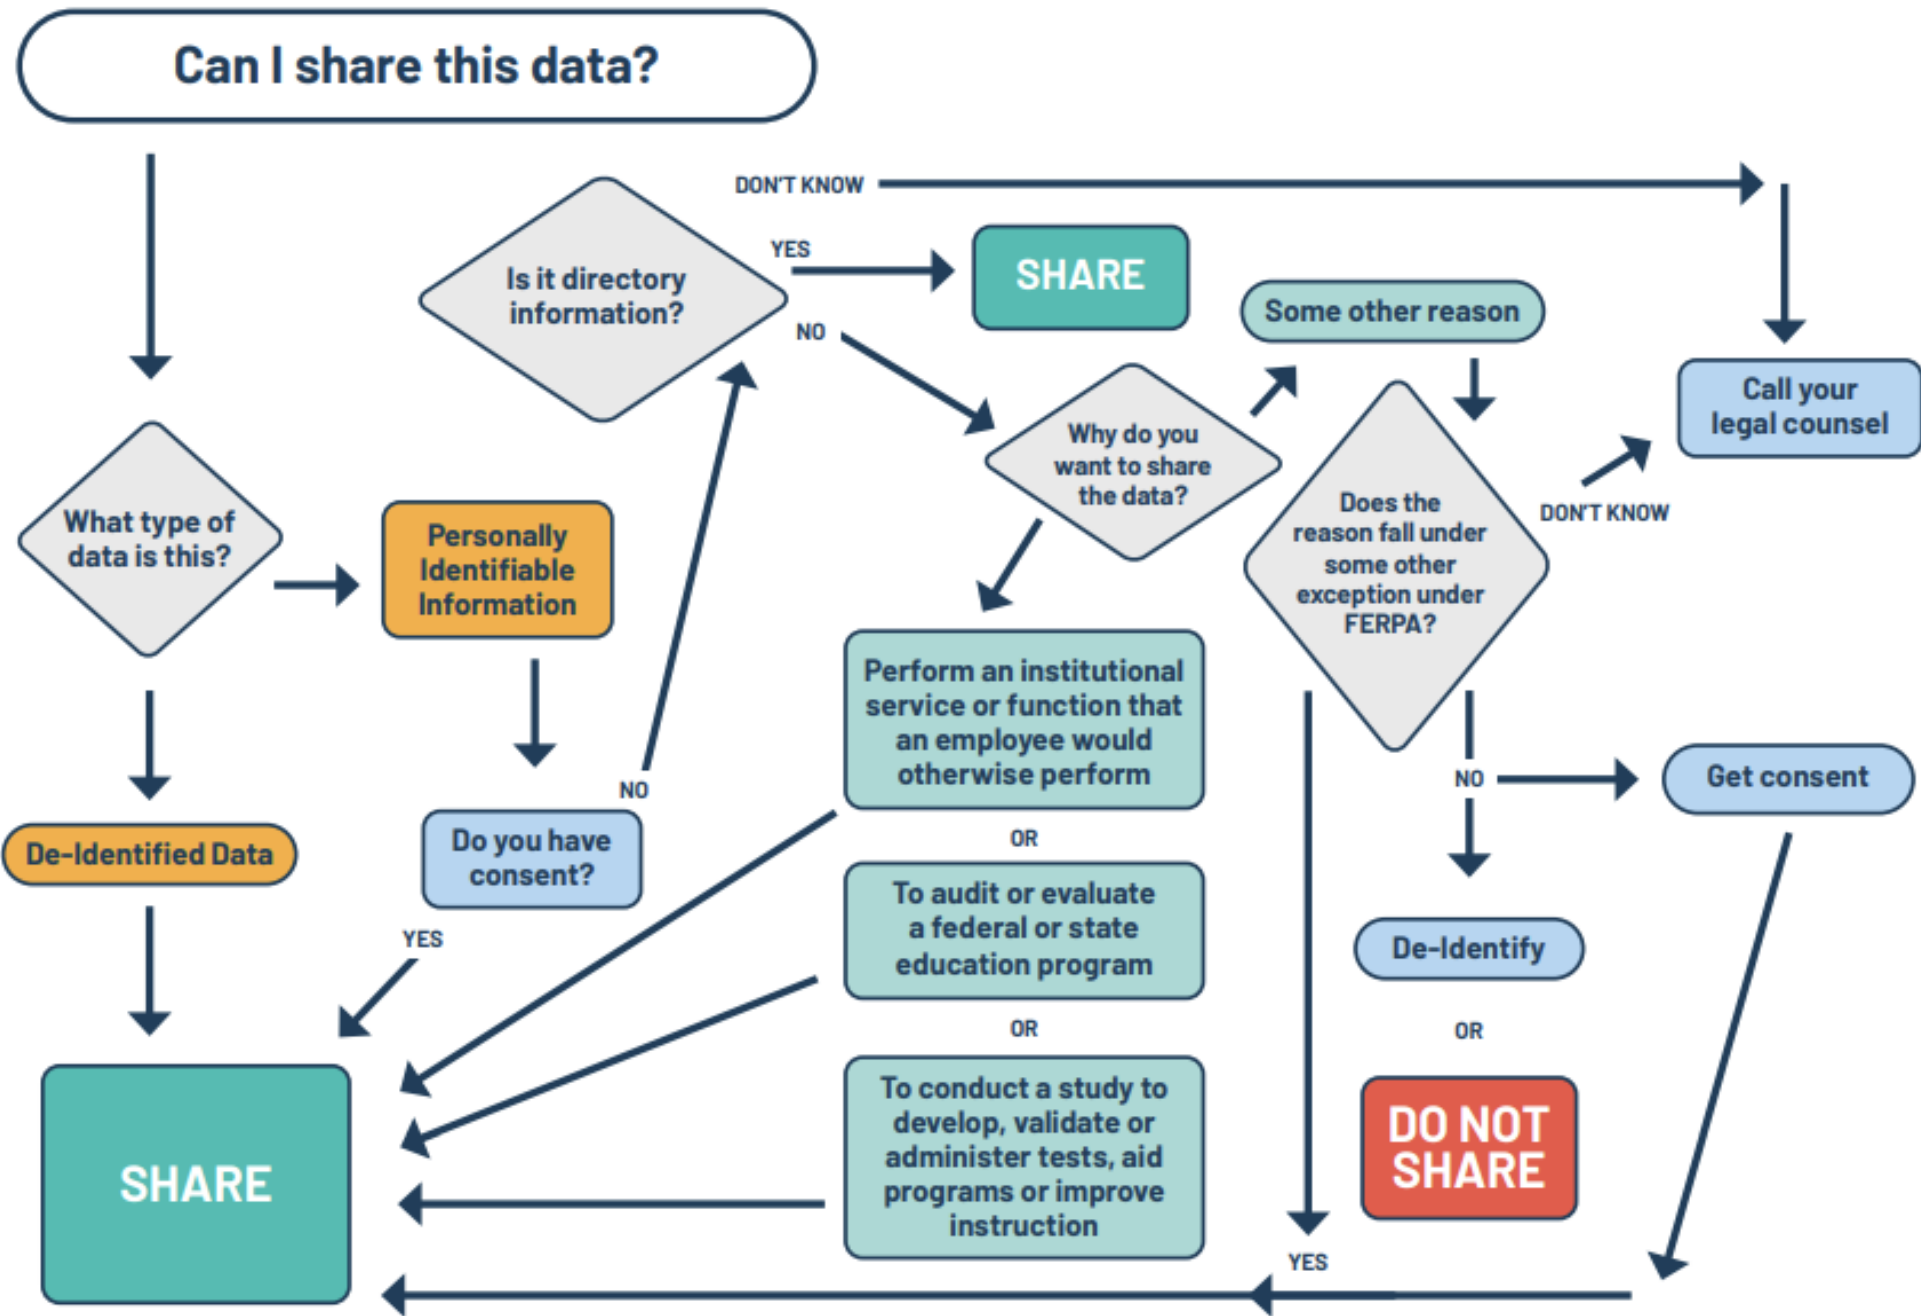 Can I share this data?
DON'T KNOW
Is it directory
information?
YES
SHARE
NO
Some other reason
Call your
legal counsel
Why do you
want to share
the data?
Does the
reason fall under
some other
exception under
FERPA?
DON'T KNOW
What type of
data is this?
Personally
Identifiable
Information
Perform an institutional
service or function that
an employee would
otherwise perform
NO
NO
Get consent
De-Identified Data
Do you have
consent?
OR
To audit or evaluate
a federal or state
education program
YES
De-Identify
OR
OR
To conduct a study to
develop, validate or
administer tests, aid
programs or improve
instruction
DO NOT
SHARE
SHARE
YES